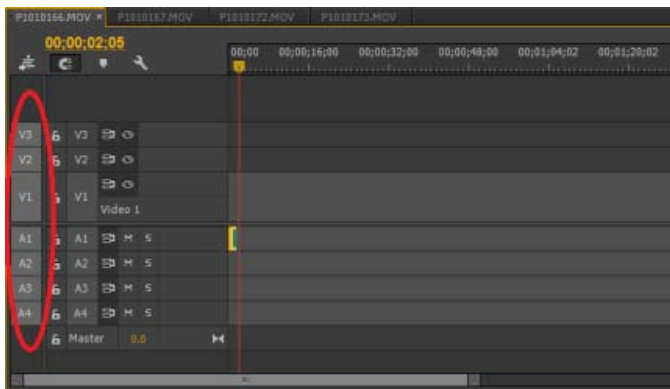 P1010166.MOV × P1010167.MOV P1010172.MOV P1010173.MOV
00;00;02;05
00;00 00;00;16;00 00;00;32;00 00;00;48;00 00;01;04;02 00;01;20;02
V3 V3
V2 V2
V1 V1
Video 1
A1 A1 M S
A2 A2 M S
A3 A3 M S
A4 A4 M S
Master 0.0